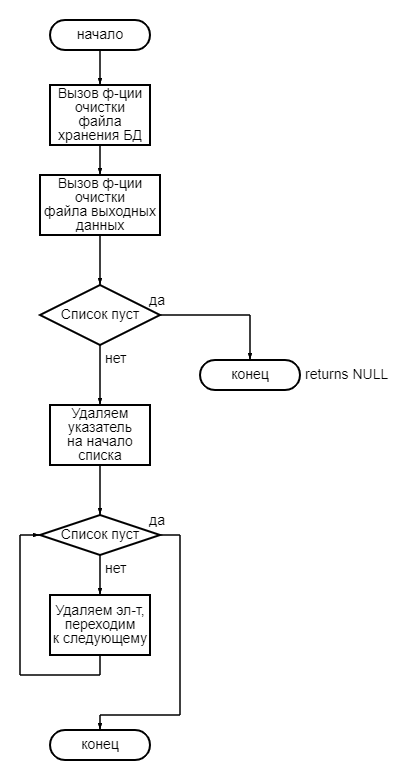 начало
Вызов ф-ции
очистки
файла
хранения БД
Вызов ф-ции
очистки
файла выходных
данных
Список пуст
да
нет
конец
returns NULL
Удаляем
указатель
на начало
списка
Список пуст
да
нет
Удаляем эл-т,
переходим
к следующему
конец